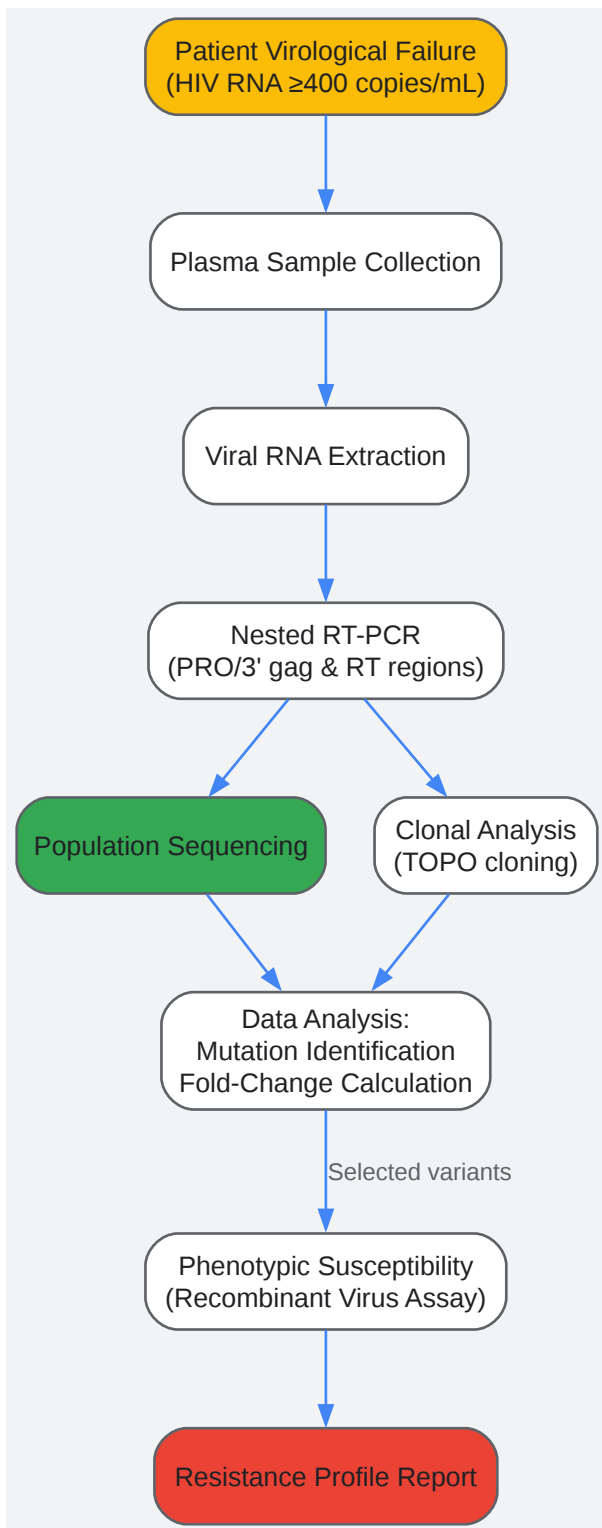 Patient Virological Failure
(HIV RNA ≥400 copies/mL)
Plasma Sample Collection
Viral RNA Extraction
Nested RT-PCR
(PRO/3' gag & RT regions)
Population Sequencing
Clonal Analysis
(TOPO cloning)
Data Analysis:
Mutation Identification
Fold-Change Calculation
Selected variants
Phenotypic Susceptibility
(Recombinant Virus Assay)
Resistance Profile Report